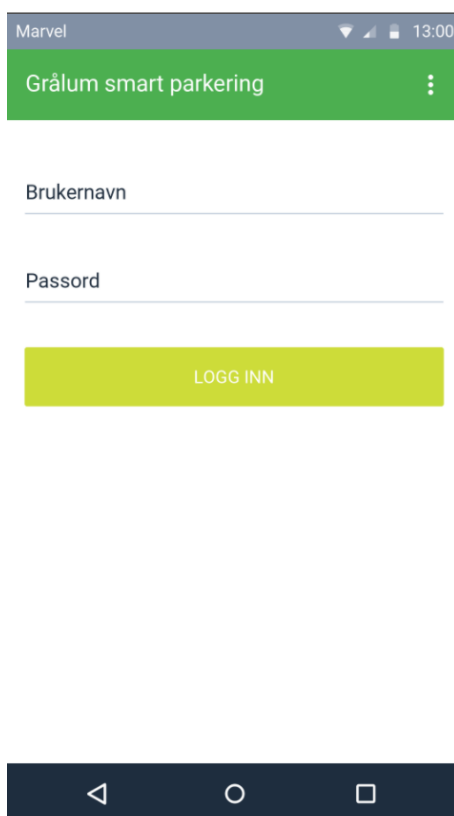 Marvel 13:00
Grålum smart parkering
Brukernavn
Passord
LOGG INN